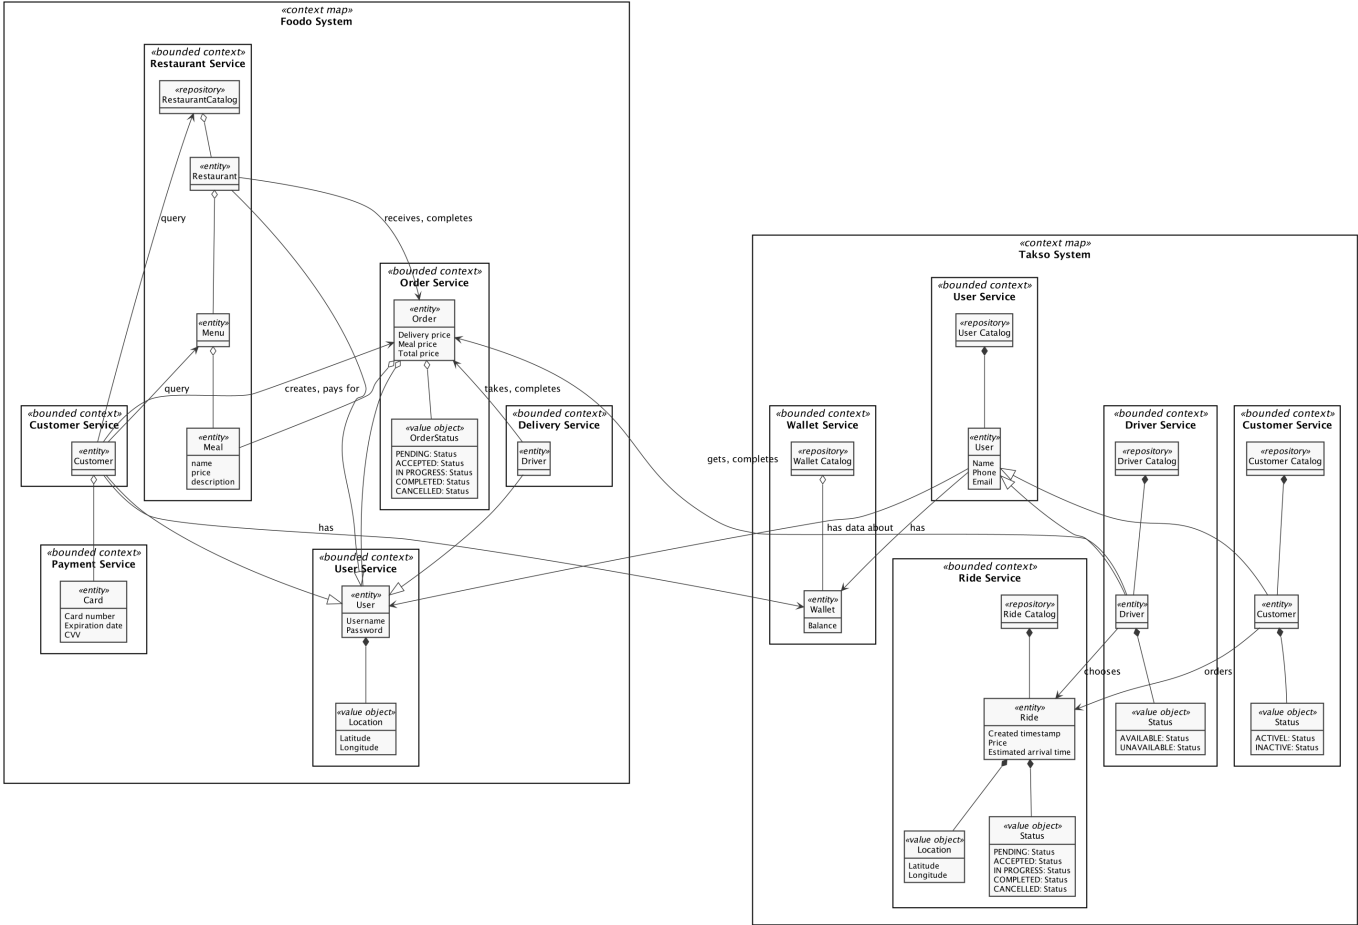 «context map»
Foodo System
«bounded context»
Restaurant Service
«repository»
RestaurantCatalog
«entity»
Restaurant
query
receives, completes
«bounded context»
Order Service
«entity»
Order
Delivery price
Meal price
Total price
«entity»
Menu
query
creates, pays for
takes, completes
«bounded context»
Customer Service
«entity»
Customer
«entity»
Meal
name
price
description
«value object»
OrderStatus
PENDING: Status
ACCEPTED: Status
IN PROGRESS: Status
COMPLETED: Status
CANCELLED: Status
«bounded context»
Delivery Service
«entity»
Driver
has
«bounded context»
Payment Service
«entity»
Card
Card number
Expiration date
CVV
«bounded context»
User Service
«entity»
User
Username
Password
«value object»
Location
Latitude
Longitude
gets, completes
has data about
has
«context map»
Takso System
«bounded context»
User Service
«repository»
User Catalog
«entity»
User
Name
Phone
Email
«bounded context»
Wallet Service
«repository»
Wallet Catalog
«entity»
Wallet
Balance
«bounded context»
Driver Service
«repository»
Driver Catalog
«entity»
Driver
«value object»
Status
AVAILABLE: Status
UNAVAILABLE: Status
«bounded context»
Customer Service
«repository»
Customer Catalog
«entity»
Customer
«value object»
Status
ACTIVEL: Status
INACTIVE: Status
chooses
orders
«bounded context»
Ride Service
«repository»
Ride Catalog
«entity»
Ride
Created timestamp
Price
Estimated arrival time
«value object»
Location
Latitude
Longitude
«value object»
Status
PENDING: Status
ACCEPTED: Status
IN PROGRESS: Status
COMPLETED: Status
CANCELLED: Status